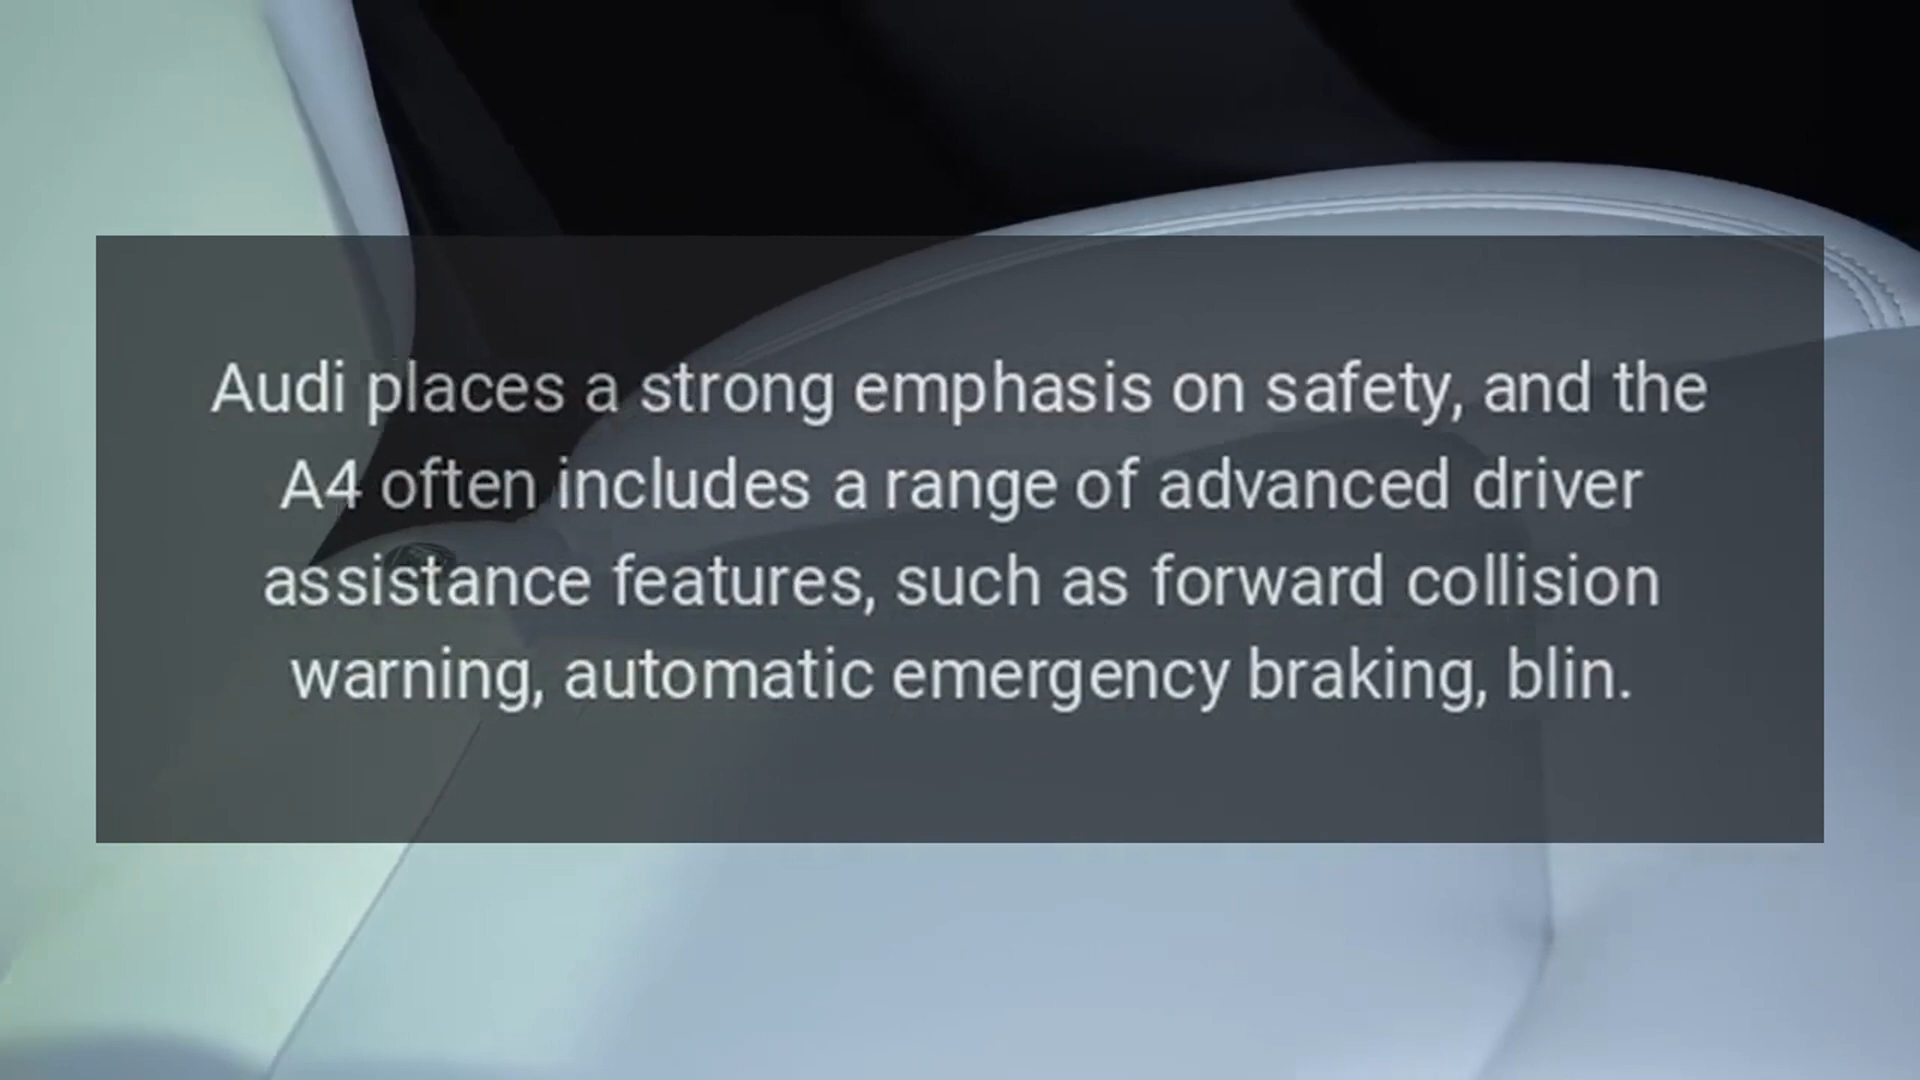 Audi places a strong emphasis on safety, and the
A4 often includes a range of advanced driver
assistance features, such as forward collision
warning, automatic emergency braking, blin.